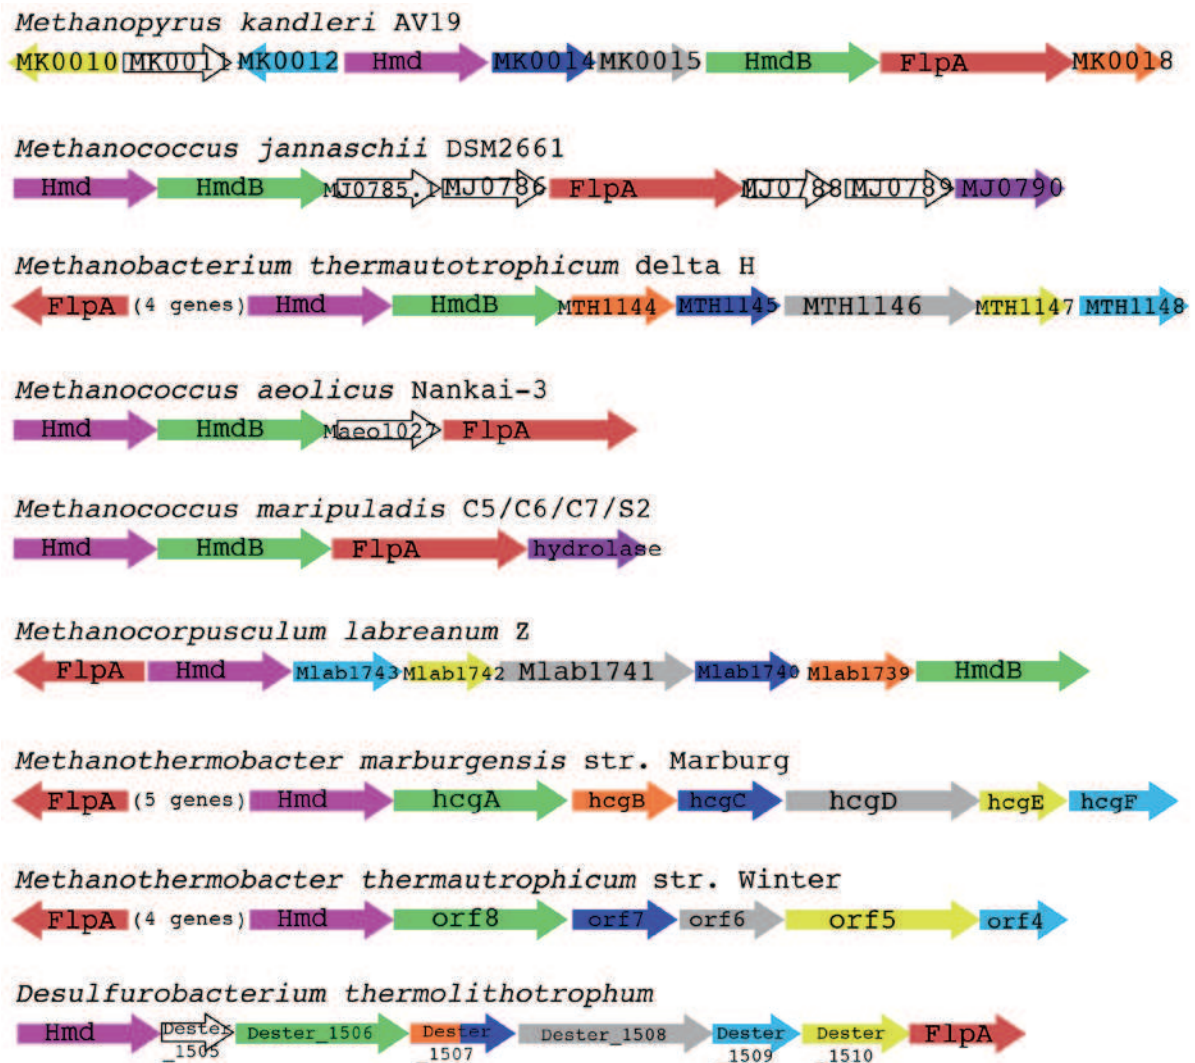 Methanopyrus kandleri AV19
MK0010 MK0011 MK0012 Hmd MK0014 MK0015 HmdB FlpA MK0018
Methanococcus jannaschii DSM2661
Hmd HmdB MJ0785.1 MJ0786 FlpA MJ0788 MJ0789 MJ0790
Methanobacterium thermautotrophicum delta H
FlpA (4 genes) Hmd HmdB MTH1144 MTH1145 MTH1146 MTH1147 MTH1148
Methanococcus aeolicus Nankai-3
Hmd HmdB Maeo1027 FlpA
Methanococcus maripuladis C5/C6/C7/S2
Hmd HmdB FlpA hydrolase
Methanocorpusculum labreanum Z
FlpA Hmd Mlab1743 Mlab1742 Mlab1741 Mlab1740 Mlab1739 HmdB
Methanothermobacter marburgensis str. Marburg
FlpA (5 genes) Hmd hcgA hcgB hcgC hcgD hcgE hcgF
Methanothermobacter thermautrophicum str. Winter
FlpA (4 genes) Hmd orf8 orf7 orf6 orf5 orf4
Desulfurobacterium thermolithotrophum
Hmd Dester Dester_1506 Dester Dester_1508 Dester Dester FlpA
_1505 _1507 _1509 _1510